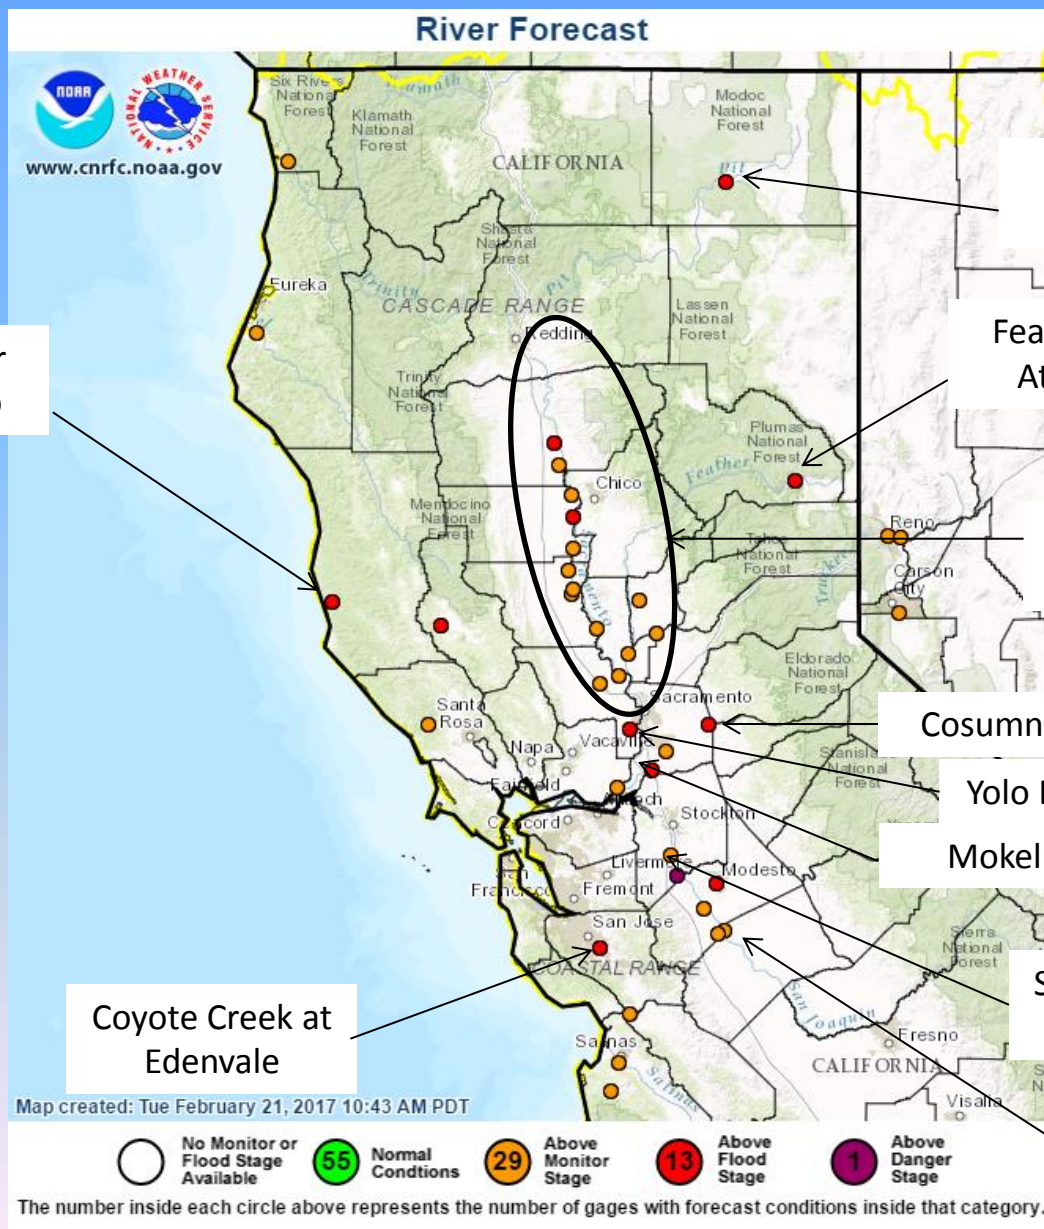 River Forecast
NOAA
NATIONAL WEATHER SERVICE
www.cnrfc.noaa.gov
Six Rivers
National
Forest
Klamath
Klamath
National
Forest
Modoc
National
Forest
CALIFORNIA
Pit
Shasta
National
Forest
Trinity
Pit
Eureka
CASCADE RANGE
Lassen
National
Forest
Redding
Trinity
National
Forest
Plumas
National
Forest
Feather
Chico
Mendocino
National
Forest
Tahoe
National
Forest
Truckee
Reno
Carson
City
Eldorado
National
Forest
Sacramento
Santa
Rosa
Napa
Vacaville
Fairfield
Stanislaus
National
Forest
Cosumn
Yolo
Mokel
Antioch
Concord
Stockton
Livermore
Modesto
San
Francisco
Fremont
San Jose
Sierra
National
Forest
COASTAL RANGE
Coyote Creek at
Edenvale
San Joaquin
Fresno
Salinas
Salinas
CALIFORNIA
Visalia
Fea
At
Map created: Tue February 21, 2017 10:43 AM PDT
No Monitor or
Flood Stage
Available
55 Normal
Condtions
29 Above
Monitor
Stage
13 Above
Flood
Stage
1 Above
Danger
Stage
The number inside each circle above represents the number of gages with forecast conditions inside that category.